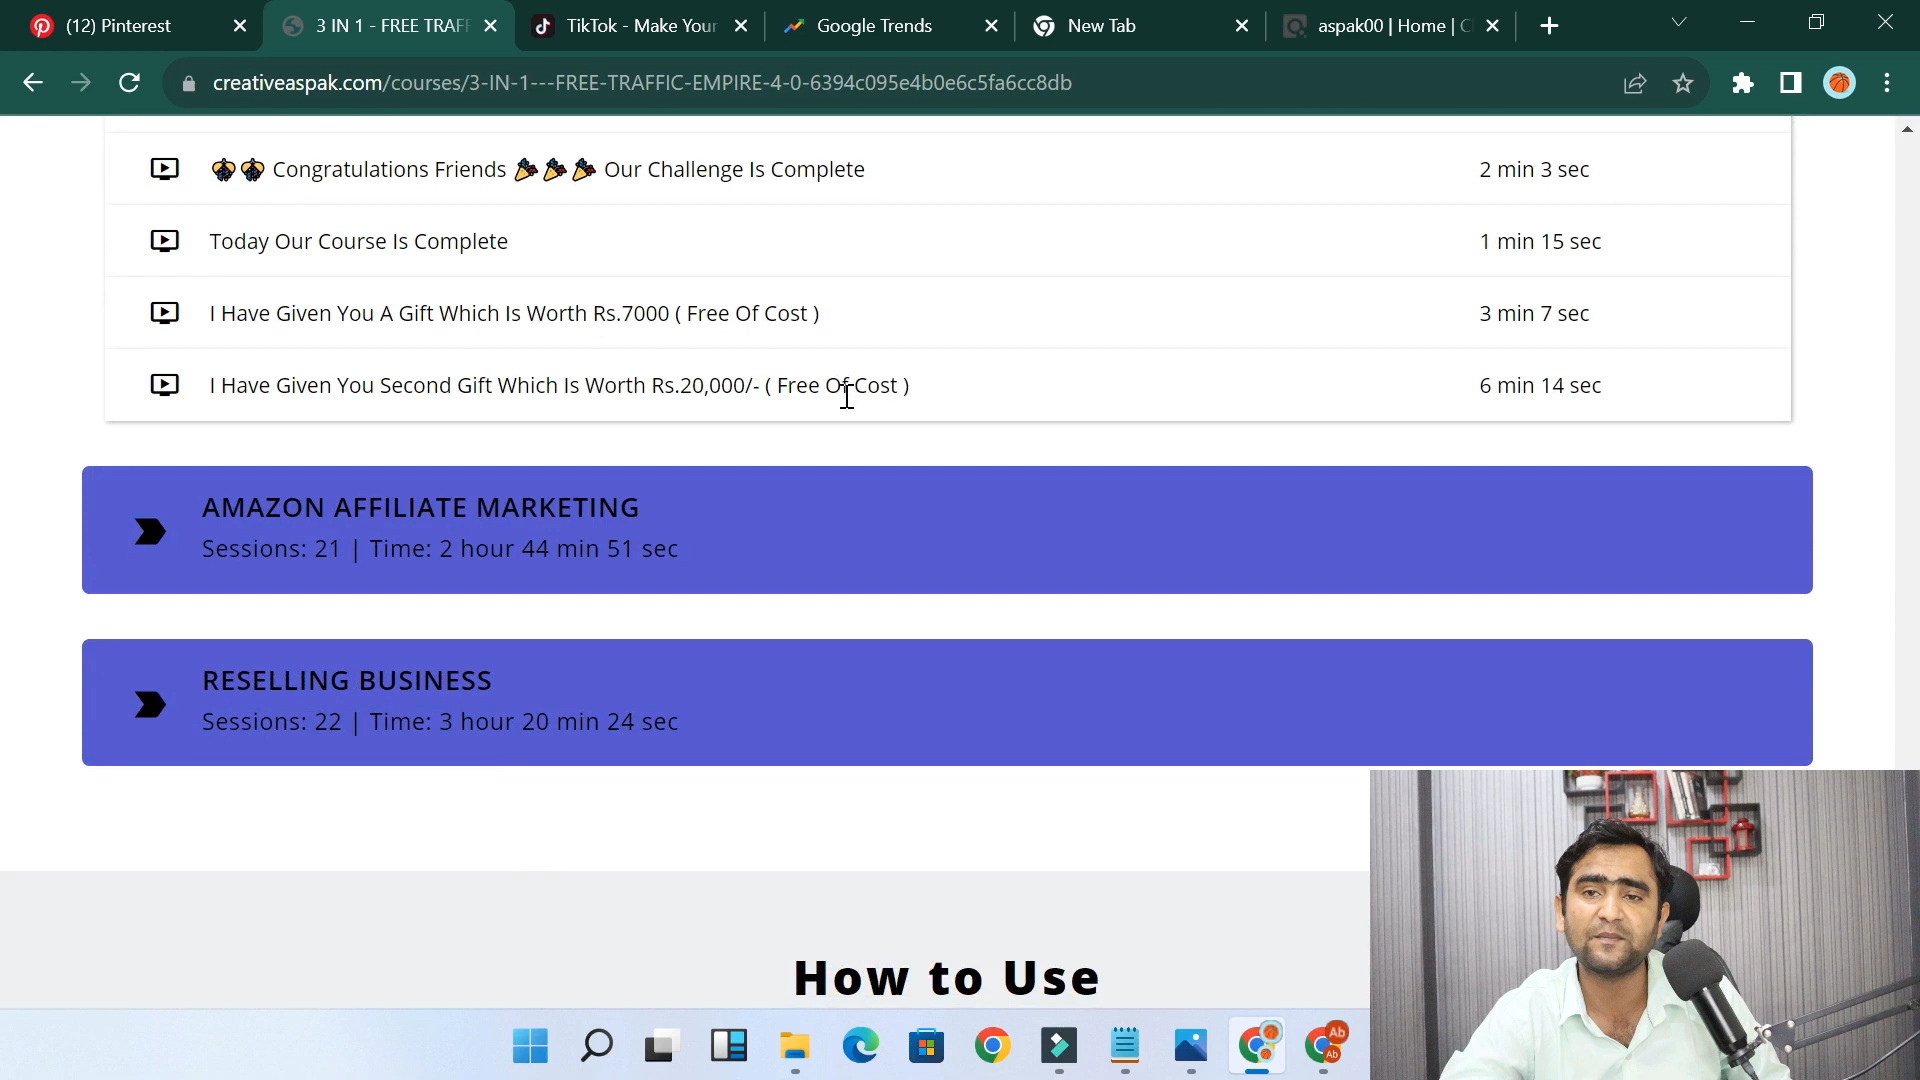 (12) Pinterest
3 IN 1 - FREE TRAF
TikTok - Make Your
Google Trends
New Tab
aspak00 | Home | C
creativeaspak.com/courses/3-IN-1---FREE-TRAFFIC-EMPIRE-4-0-6394c095e4b0e6c5fa6cc8db
Congratulations Friends 🎉🎉🎉 Our Challenge Is Complete 2 min 3 sec
Today Our Course Is Complete 1 min 15 sec
I Have Given You A Gift Which Is Worth Rs.7000 ( Free Of Cost ) 3 min 7 sec
I Have Given You Second Gift Which Is Worth Rs.20,000/- ( Free Of Cost ) 6 min 14 sec
AMAZON AFFILIATE MARKETING
Sessions: 21 | Time: 2 hour 44 min 51 sec
RESELLING BUSINESS
Sessions: 22 | Time: 3 hour 20 min 24 sec
How to Use
Ab
Ab